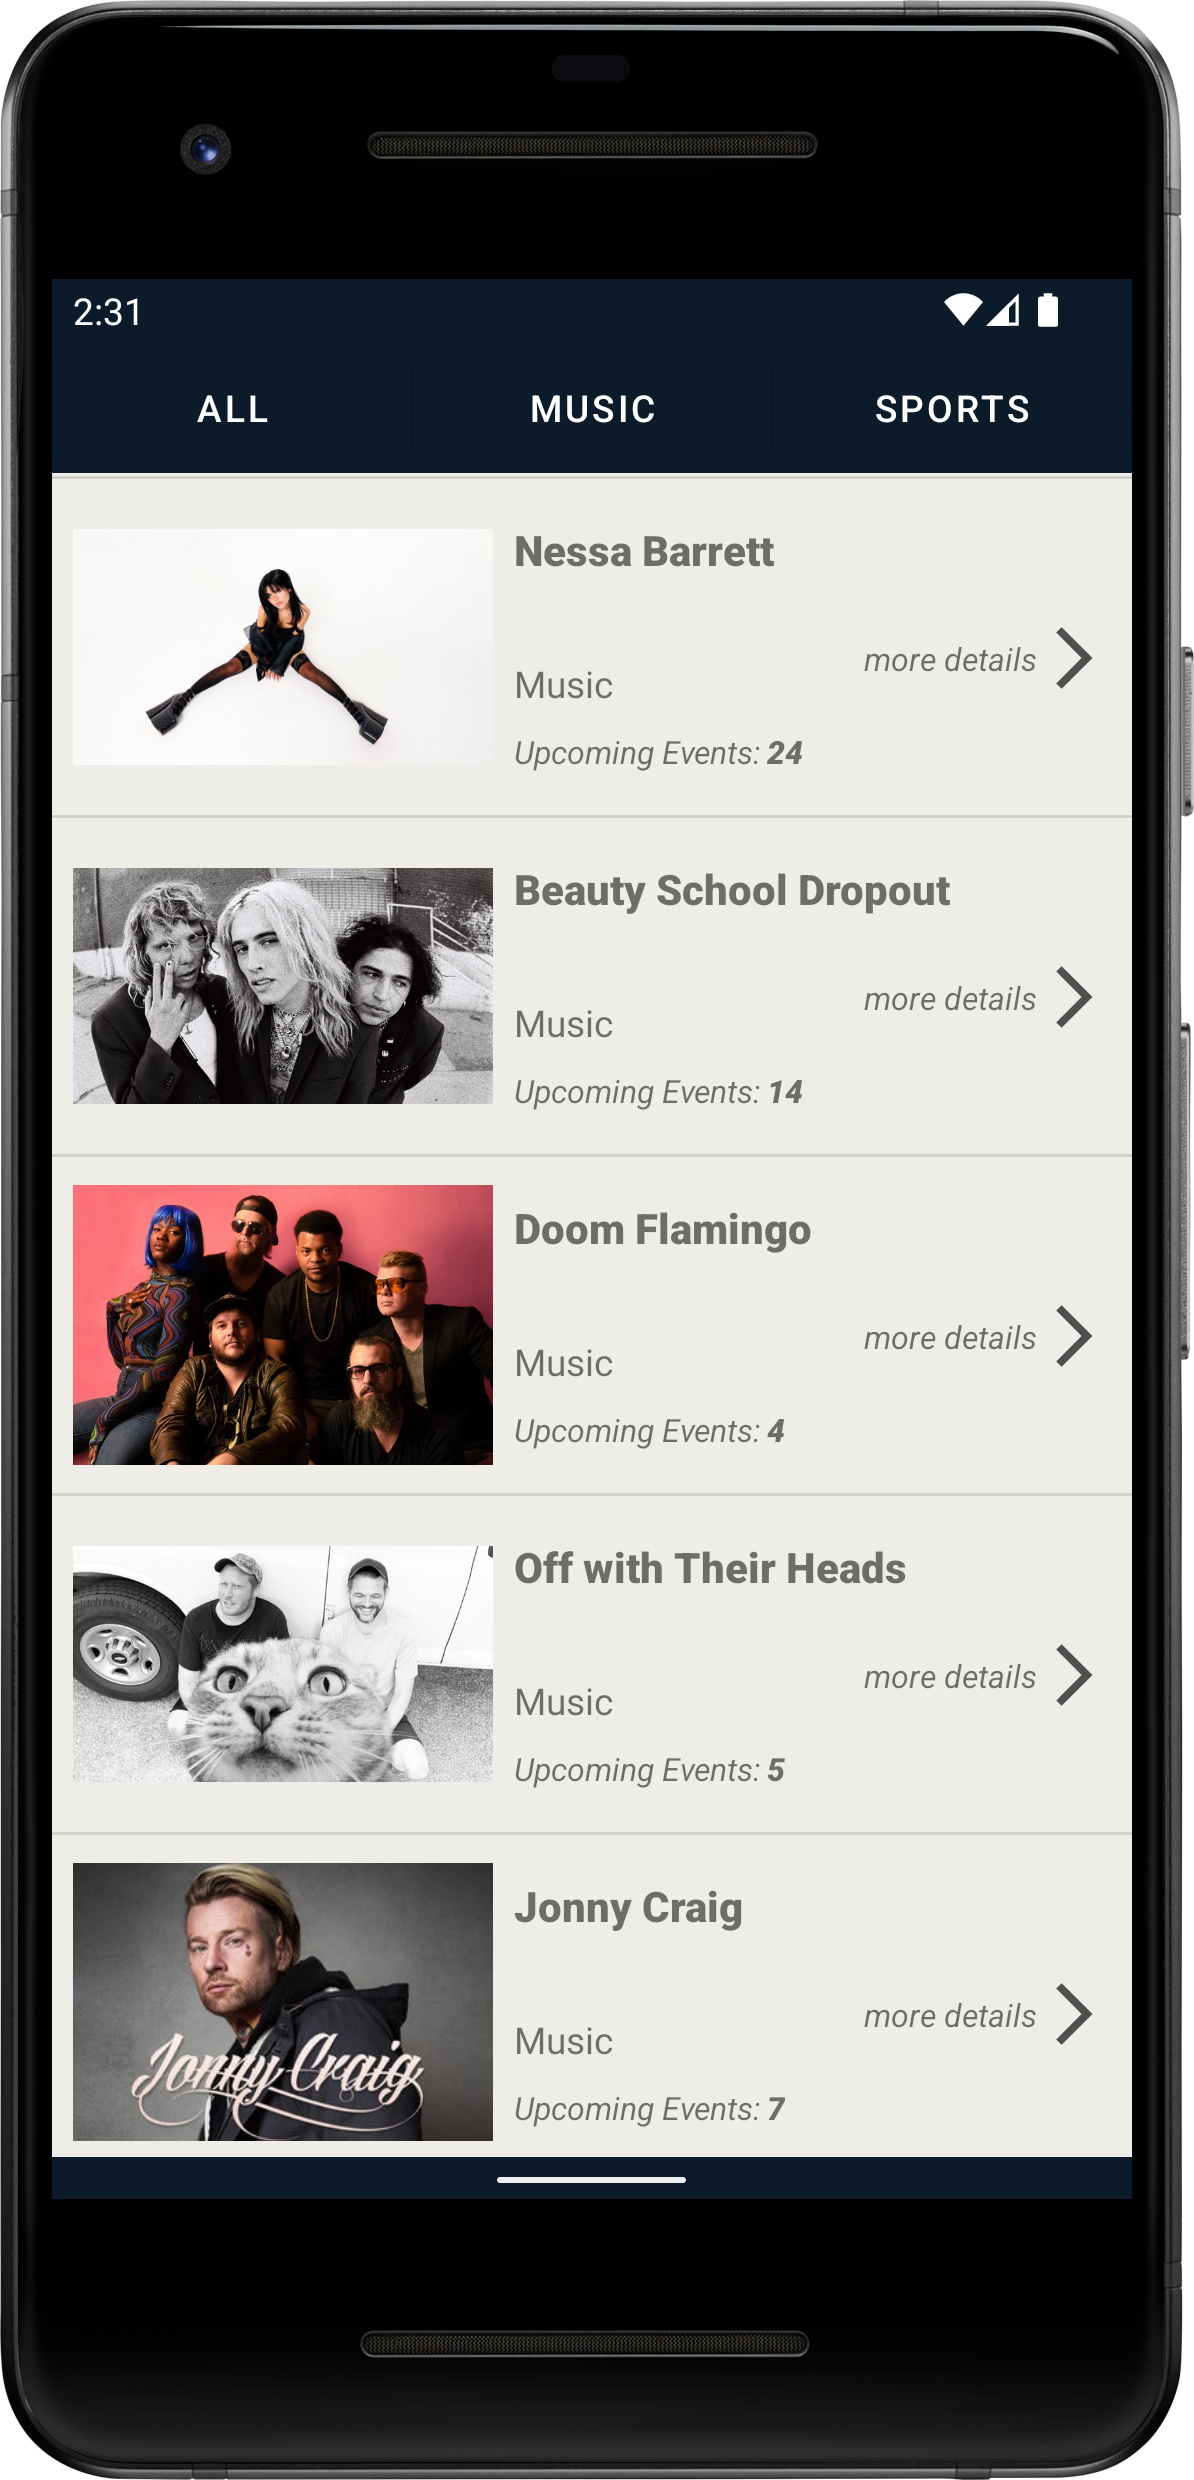 2:31
ALL MUSIC SPORTS
Nessa Barrett
more details
Music
Upcoming Events: 24
Beauty School Dropout
more details
Music
Upcoming Events: 14
Doom Flamingo
more details
Music
Upcoming Events: 4
Off with Their Heads
more details
Music
Upcoming Events: 5
Jonny Craig
more details
Music
Jonny Craig
Upcoming Events: 7